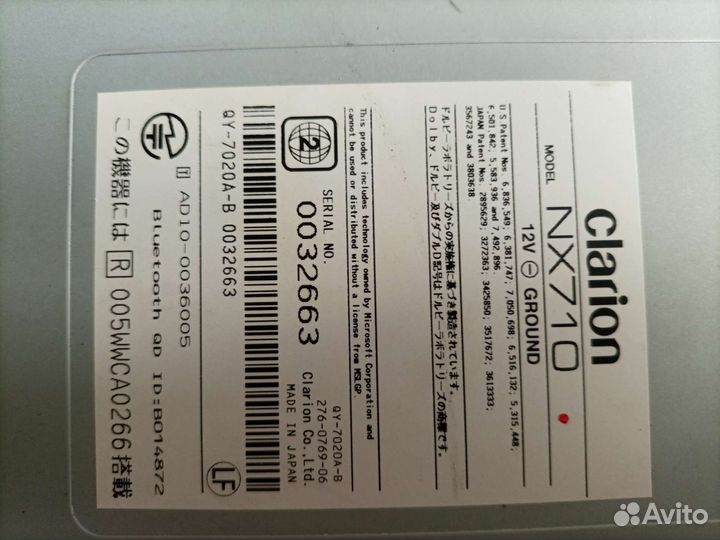 clarion
MODEL NX710
12V ⊖ GROUND
U S Patent Nos. 6,836,549; 6,381,747; 7,050,698; 6,516,132; 5,315,448;
6,501,842; 5,583,936 and 7,492,896.
JAPAN Patent Nos. 2895629; 3272363; 3425850; 3517672; 3613333;
3567243 and 3803638.
ドルビーラボラトリーズからの実施権に基づき製造されています。
Dolby、ドルビー及びダブルD記号はドルビーラボラトリーズの商標です。
This product includes technology owned by Microsoft Corporation and
cannot be used or distributed without a license from MSLGP.
2
SERIAL NO.
0032663
QY-7020A-B
276-0769-06
Clarion Co.,Ltd.
MADE IN JAPAN
QY-7020A-B 0032663
LF
T AD10-0036005
Bluetooth QD ID:B014872
この機器には R 005WWCA0266 搭載
Avito